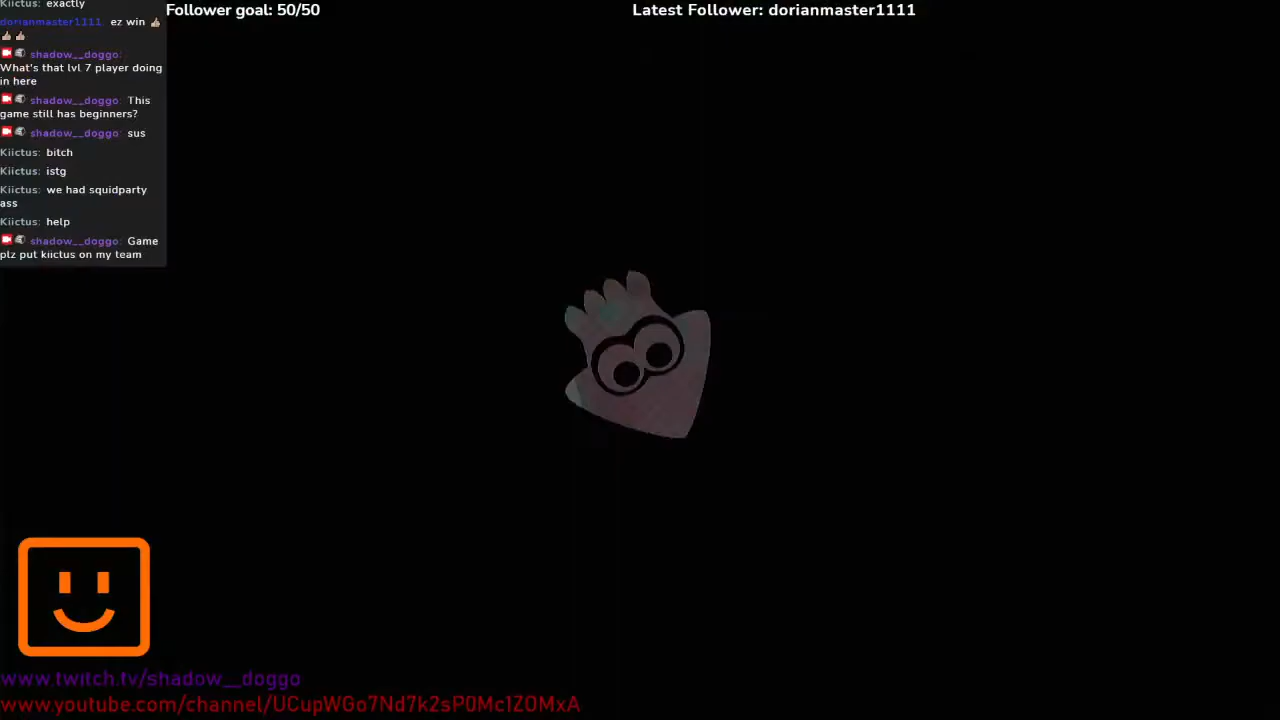 Kiictus: exactly
Follower goal: 50/50
Latest Follower: dorianmaster1111
dorianmaster1111: ez win 👍🏽
👍🏽👍🏽
shadow__doggo:
What's that lvl 7 player doing
in here
shadow__doggo: This
game still has beginners?
shadow__doggo: sus
Kiictus: bitch
Kiictus: istg
Kiictus: we had squidparty
ass
Kiictus: help
shadow__doggo: Game
plz put kiictus on my team
www.twitch.tv/shadow__doggo
www.youtube.com/channel/UCupWGo7Nd7k2sP0Mc1Z0MxA